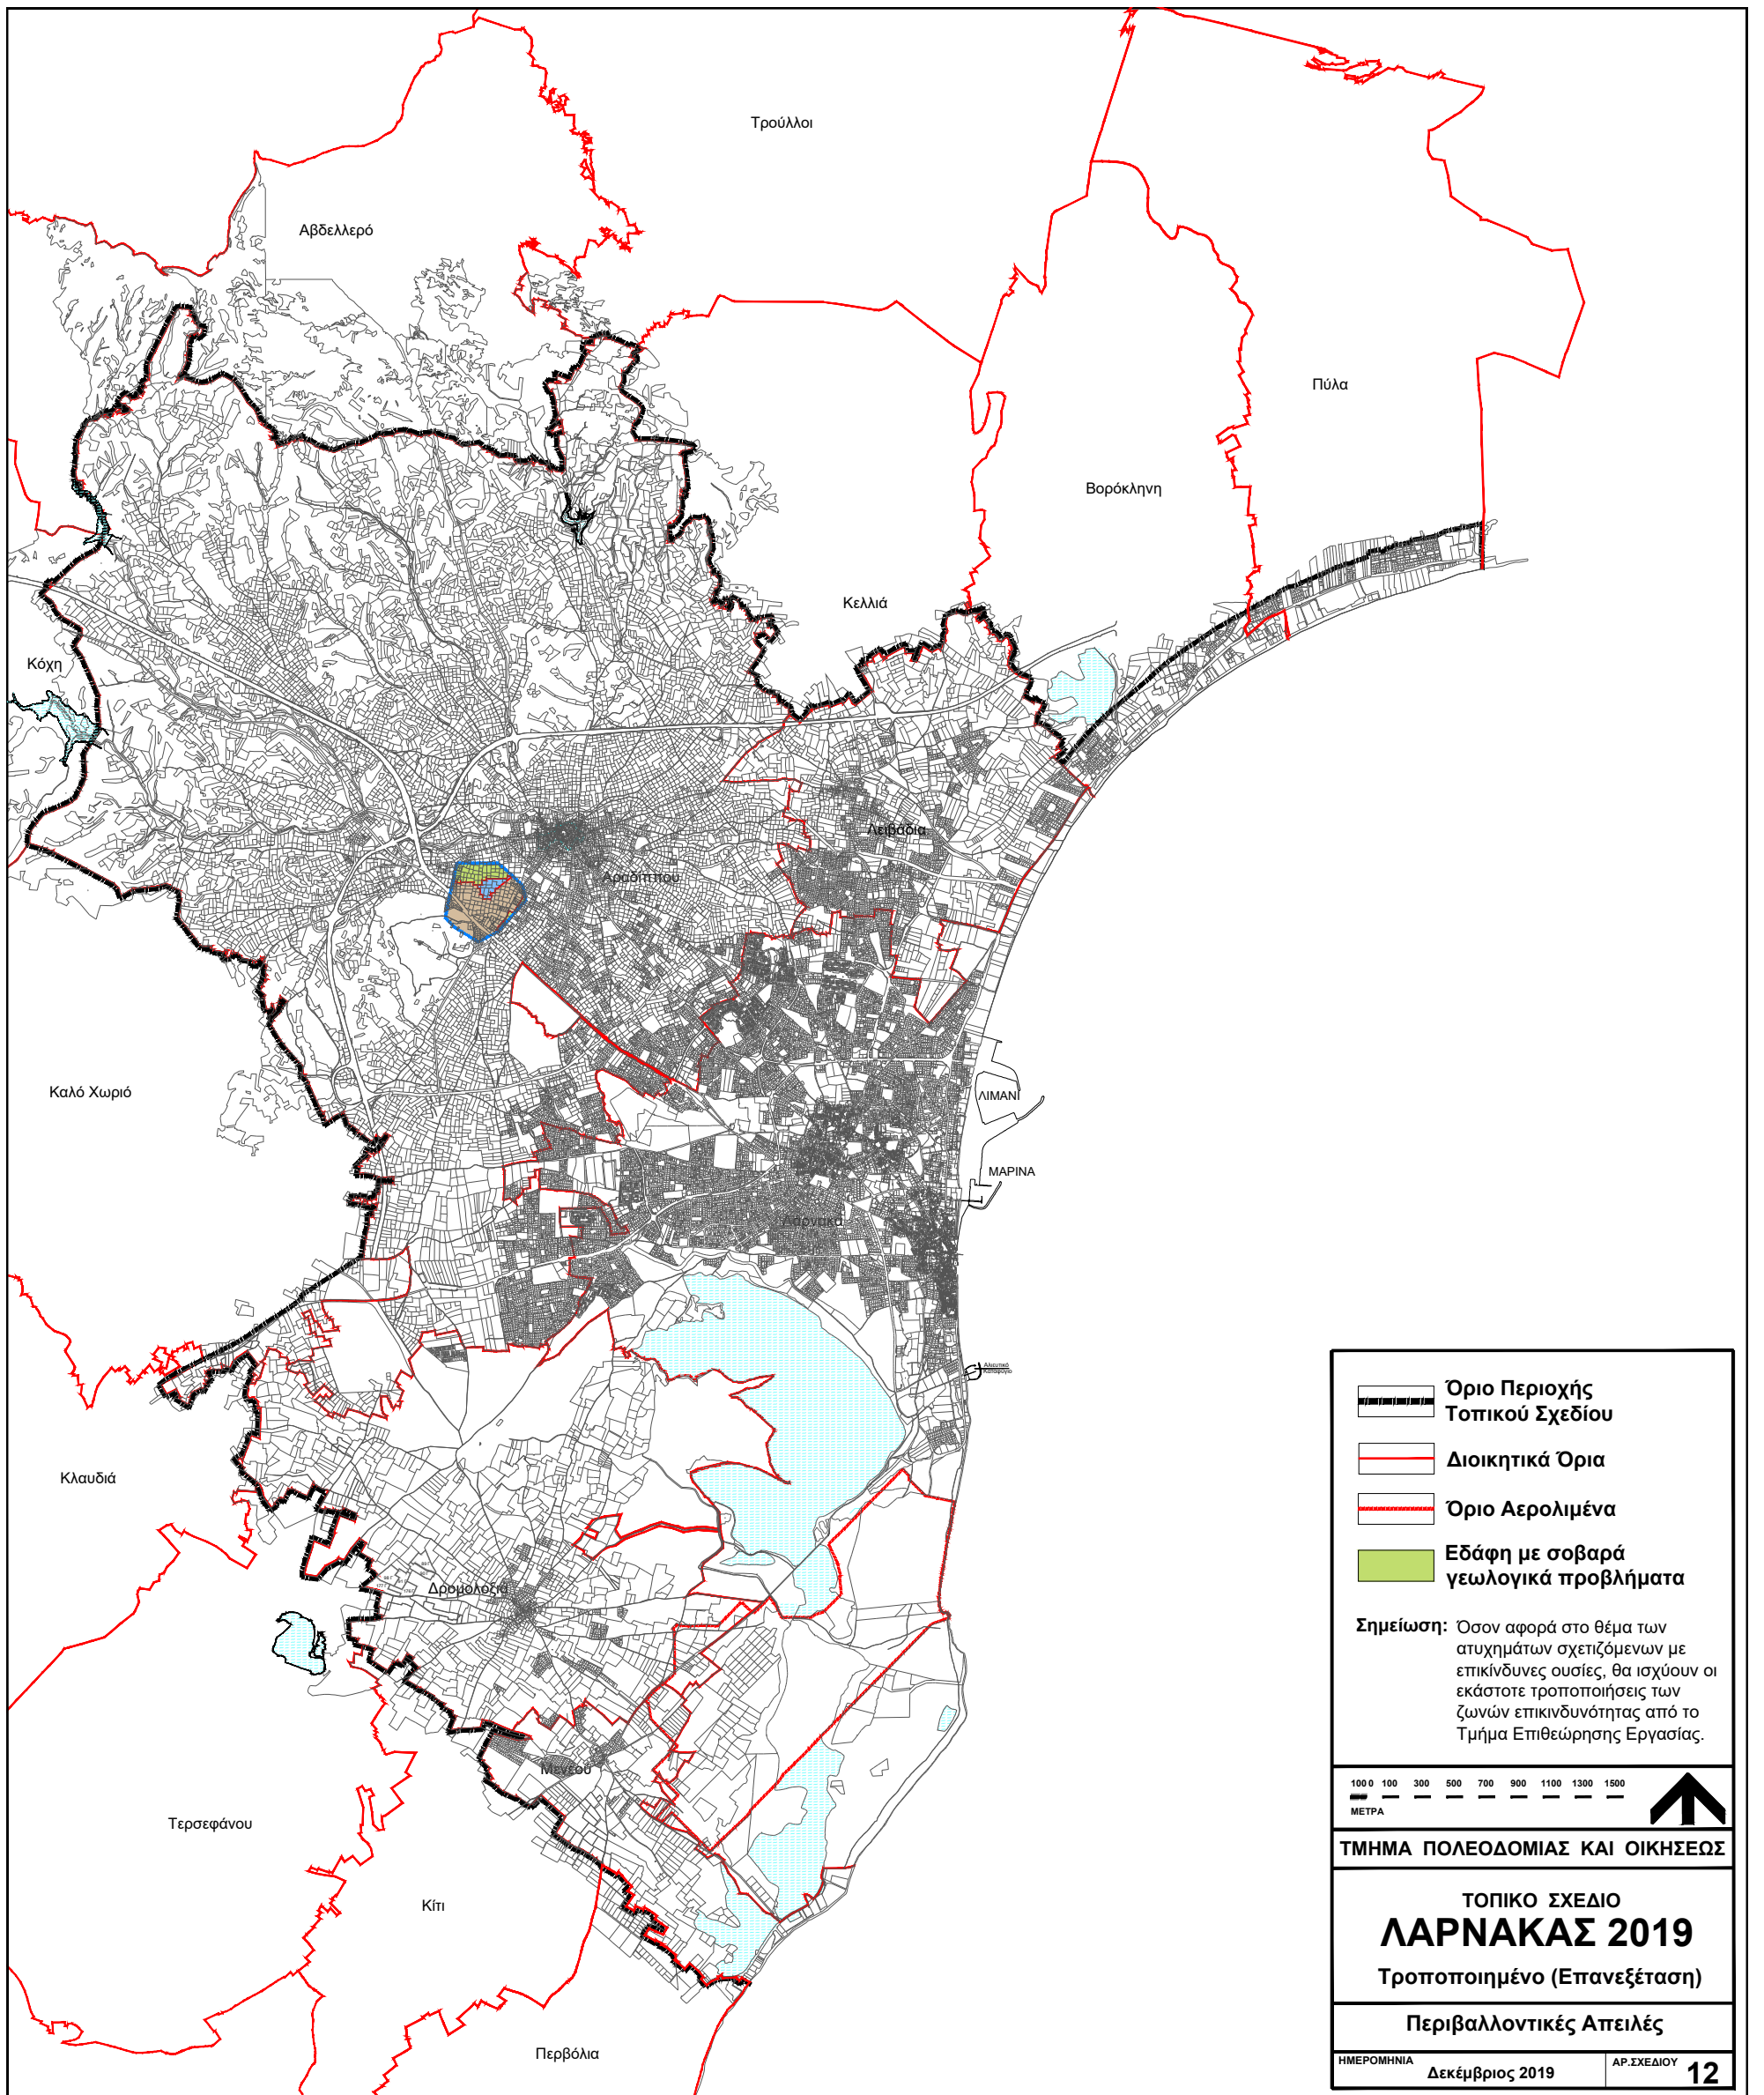 Τρούλλοι
Αβδελλερό
Πύλα
Βορόκληνη
Κελλιά
Κόχη
Λειβάδια
Αραδίππου
Καλό Χωριό
ΛΙΜΑΝΙ
ΜΑΡΙΝΑ
Λάρνακα
Αλιευτικό
Καταφύγιο
Κλαυδιά
Δρομολαξιά
Μενεού
Τερσεφάνου
Κίτι
Περβόλια
Όριο Περιοχής
Τοπικού Σχεδίου
Διοικητικά Όρια
Όριο Αερολιμένα
Εδάφη με σοβαρά
γεωλογικά προβλήματα
Σημείωση: Όσον αφορά στο θέμα των
ατυχημάτων σχετιζόμενων με
επικίνδυνες ουσίες, θα ισχύουν οι
εκάστοτε τροποποιήσεις των
ζωνών επικινδυνότητας από το
Τμήμα Επιθεώρησης Εργασίας.
100 0 100 300 500 700 900 1100 1300 1500
ΜΕΤΡΑ
ΤΜΗΜΑ ΠΟΛΕΟΔΟΜΙΑΣ ΚΑΙ ΟΙΚΗΣΕΩΣ
ΤΟΠΙΚΟ ΣΧΕΔΙΟ
ΛΑΡΝΑΚΑΣ 2019
Τροποποιημένο (Επανεξέταση)
Περιβαλλοντικές Απειλές
ΗΜΕΡΟΜΗΝΙΑ Δεκέμβριος 2019 ΑΡ.ΣΧΕΔΙΟΥ 12